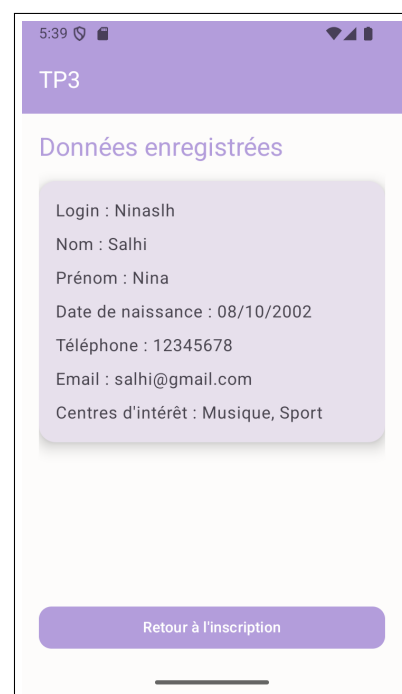 5:39
TP3
Données enregistrées
Login : Ninaslh
Nom : Salhi
Prénom : Nina
Date de naissance : 08/10/2002
Téléphone : 12345678
Email : salhi@gmail.com
Centres d'intérêt : Musique, Sport
Retour à l'inscription